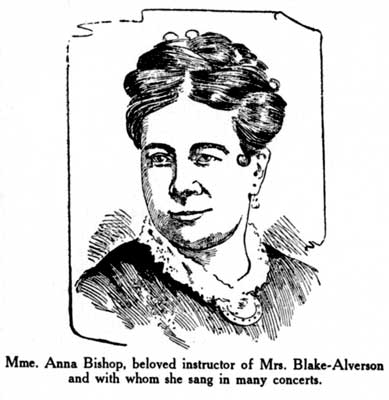 Mme. Anna Bishop, beloved instructor of Mrs. Blake-Alverson
and with whom she sang in many concerts.